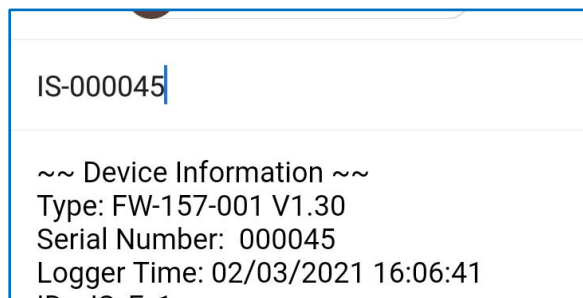 IS-000045
~~ Device Information ~~
Type: FW-157-001 V1.30
Serial Number:  000045
Logger Time: 02/03/2021 16:06:41